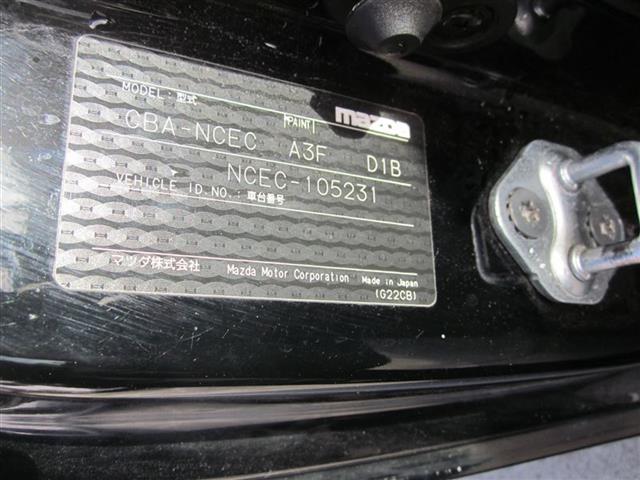 MODEL:型式 PAINT mazda
CBA-NCEC A3F D1B
NCEC-105231
VEHICLE ID.NO.:車台番号
マツダ株式会社 Mazda Motor Corporation Made in Japan
(G22CB)